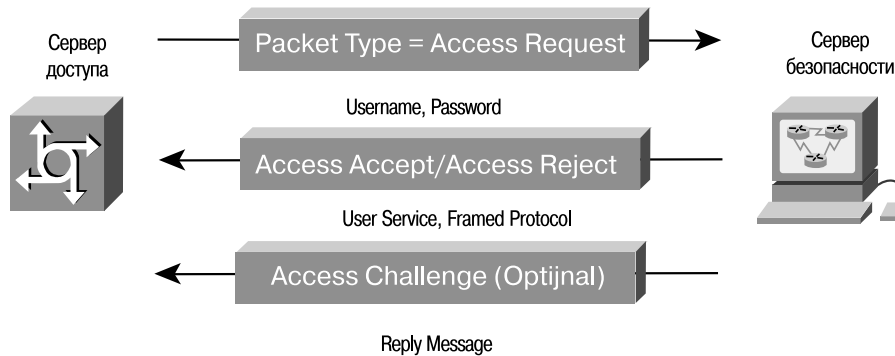 Сервер
доступа
Packet Type = Access Request
Сервер
безопасности
Username, Password
Access Accept/Access Reject
User Service, Framed Protocol
Access Challenge (Optijnal)
Reply Message